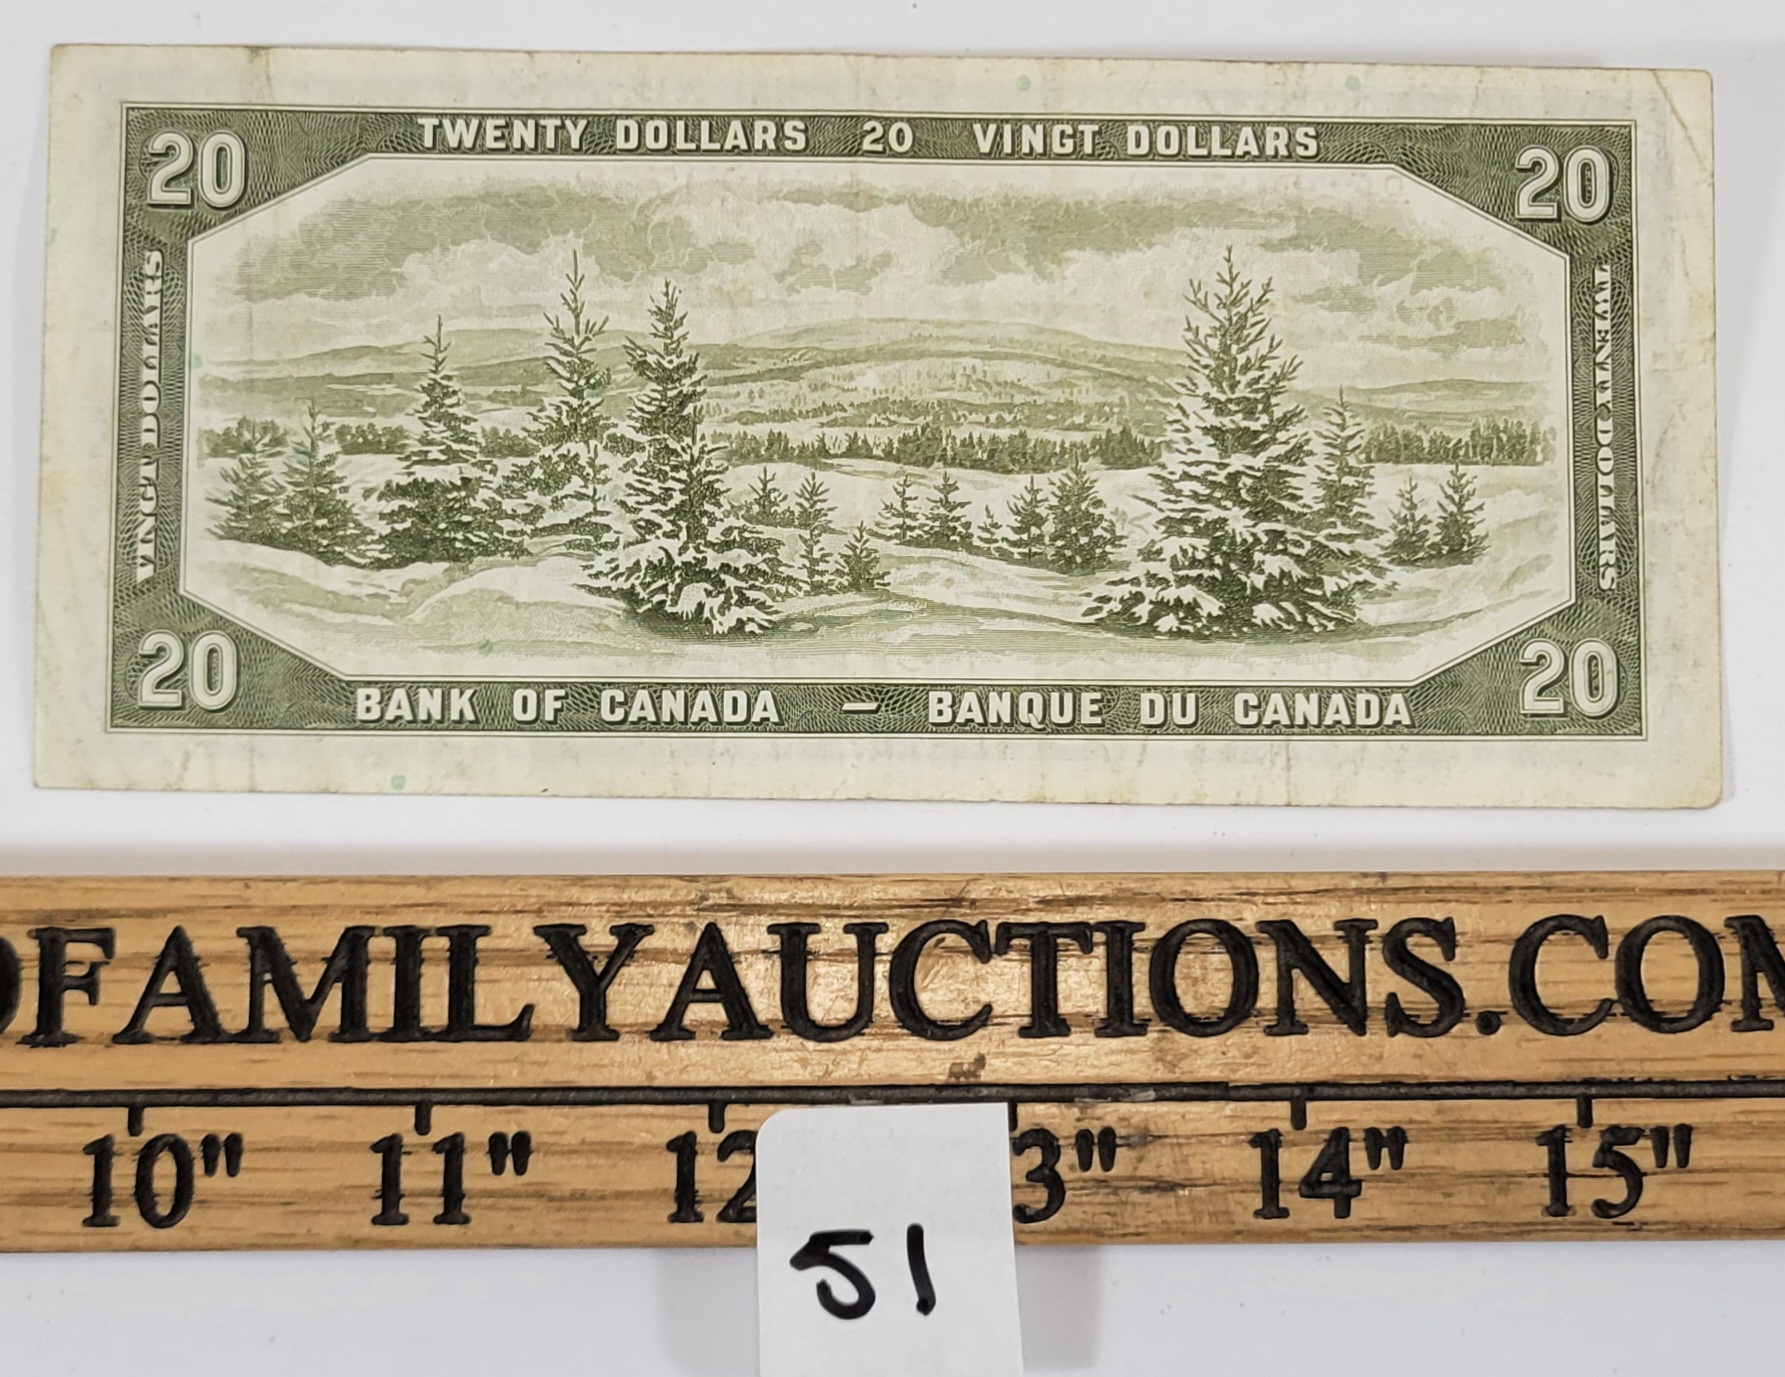 TWENTY DOLLARS 20 VINGT DOLLARS
20
20
VINGT DOLLARS
TWENTY DOLLARS
20
20
BANK OF CANADA — BANQUE DU CANADA
FAMILYAUCTIONS.COM
10" 11" 12 3" 14" 15"
51